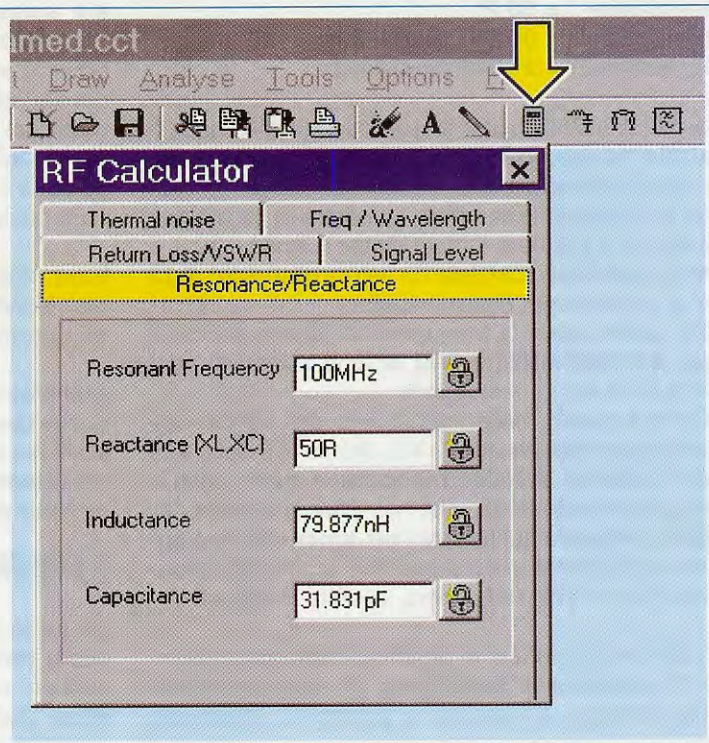 amed.cct
Draw Analyse Tools Options
A
RF Calculator
Thermal noise Freq / Wavelength
Return Loss/VSWR Signal Level
Resonance/Reactance
Resonant Frequency 100MHz
Reactance (XL,XC) 50R
Inductance 79.877nH
Capacitance 31.831pF